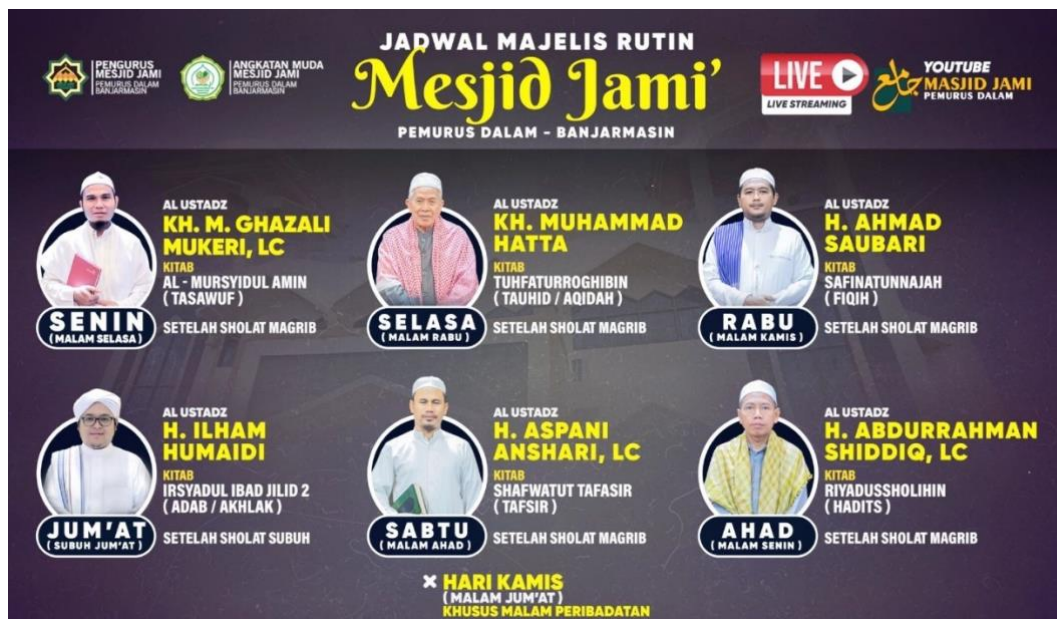 PENGURUS
MESJID JAMI
PEMURUS DALAM
BANJARMASIN
ANGKATAN MUDA
MESJID JAMI
PEMURUS DALAM
BANJARMASIN
JADWAL MAJELIS RUTIN
Mesjid Jami'
PEMURUS DALAM - BANJARMASIN
LIVE
LIVE STREAMING
جامع
YOUTUBE
MASJID JAMI
PEMURUS DALAM
AL USTADZ
KH. M. GHAZALI
MUKERI, LC
KITAB
AL - MURSYIDUL AMIN
( TASAWUF )
SENIN
( MALAM SELASA )
SETELAH SHOLAT MAGRIB
AL USTADZ
KH. MUHAMMAD
HATTA
KITAB
TUHFATURROGHIBIN
( TAUHID / AQIDAH )
SELASA
( MALAM RABU )
SETELAH SHOLAT MAGRIB
AL USTADZ
H. AHMAD
SAUBARI
KITAB
SAFINATUNNAJAH
( FIQIH )
RABU
( MALAM KAMIS )
SETELAH SHOLAT MAGRIB
AL USTADZ
H. ILHAM
HUMAIDI
KITAB
IRSYADUL IBAD JILID 2
( ADAB / AKHLAK )
JUM'AT
( SUBUH JUM'AT )
SETELAH SHOLAT SUBUH
AL USTADZ
H. ASPANI
ANSHARI, LC
KITAB
SHAFWATUT TAFASIR
( TAFSIR )
SABTU
( MALAM AHAD )
SETELAH SHOLAT MAGRIB
AL USTADZ
H. ABDURRAHMAN
SHIDDIQ, LC
KITAB
RIYADUSSHOLIHIN
( HADITS )
AHAD
( MALAM SENIN )
SETELAH SHOLAT MAGRIB
× HARI KAMIS
( MALAM JUM'AT )
KHUSUS MALAM PERIBADATAN